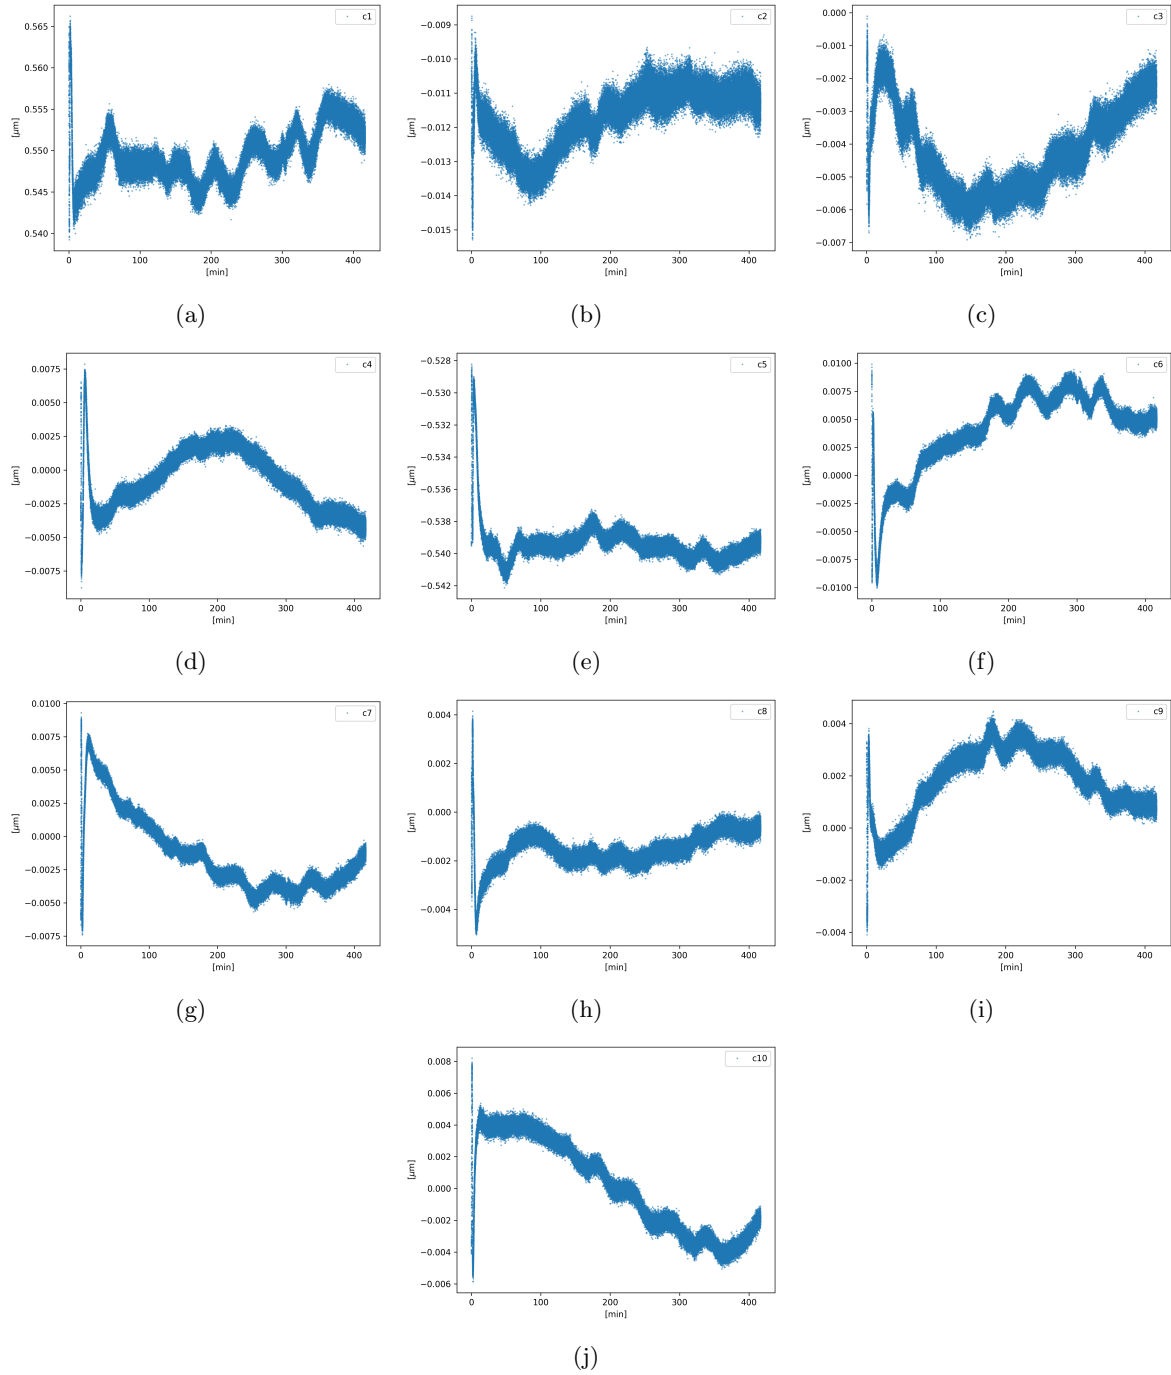 c1
[μm]
0.565
0.560
0.555
0.550
0.545
0.540
0 100 200 300 400
[min]
(a)
c2
[μm]
−0.009
−0.010
−0.011
−0.012
−0.013
−0.014
−0.015
0 100 200 300 400
[min]
(b)
c3
[μm]
0.000
−0.001
−0.002
−0.003
−0.004
−0.005
−0.006
−0.007
0 100 200 300 400
[min]
(c)
c4
[μm]
0.0075
0.0050
0.0025
0.0000
−0.0025
−0.0050
−0.0075
0 100 200 300 400
[min]
(d)
c5
[μm]
−0.528
−0.530
−0.532
−0.534
−0.536
−0.538
−0.540
−0.542
0 100 200 300 400
[min]
(e)
c6
[μm]
0.0100
0.0075
0.0050
0.0025
0.0000
−0.0025
−0.0050
−0.0075
−0.0100
0 100 200 300 400
[min]
(f)
c7
[μm]
0.0100
0.0075
0.0050
0.0025
0.0000
−0.0025
−0.0050
−0.0075
0 100 200 300 400
[min]
(g)
c8
[μm]
0.004
0.002
0.000
−0.002
−0.004
0 100 200 300 400
[min]
(h)
c9
[μm]
0.004
0.002
0.000
−0.002
−0.004
0 100 200 300 400
[min]
(i)
c10
[μm]
0.008
0.006
0.004
0.002
0.000
−0.002
−0.004
−0.006
0 100 200 300 400
[min]
(j)